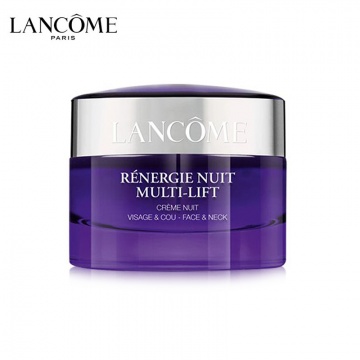 LANCÔME
PARIS
LANCÔME
RÉNERGIE NUIT
MULTI-LIFT
CRÈME NUIT
VISAGE & COU - FACE & NECK